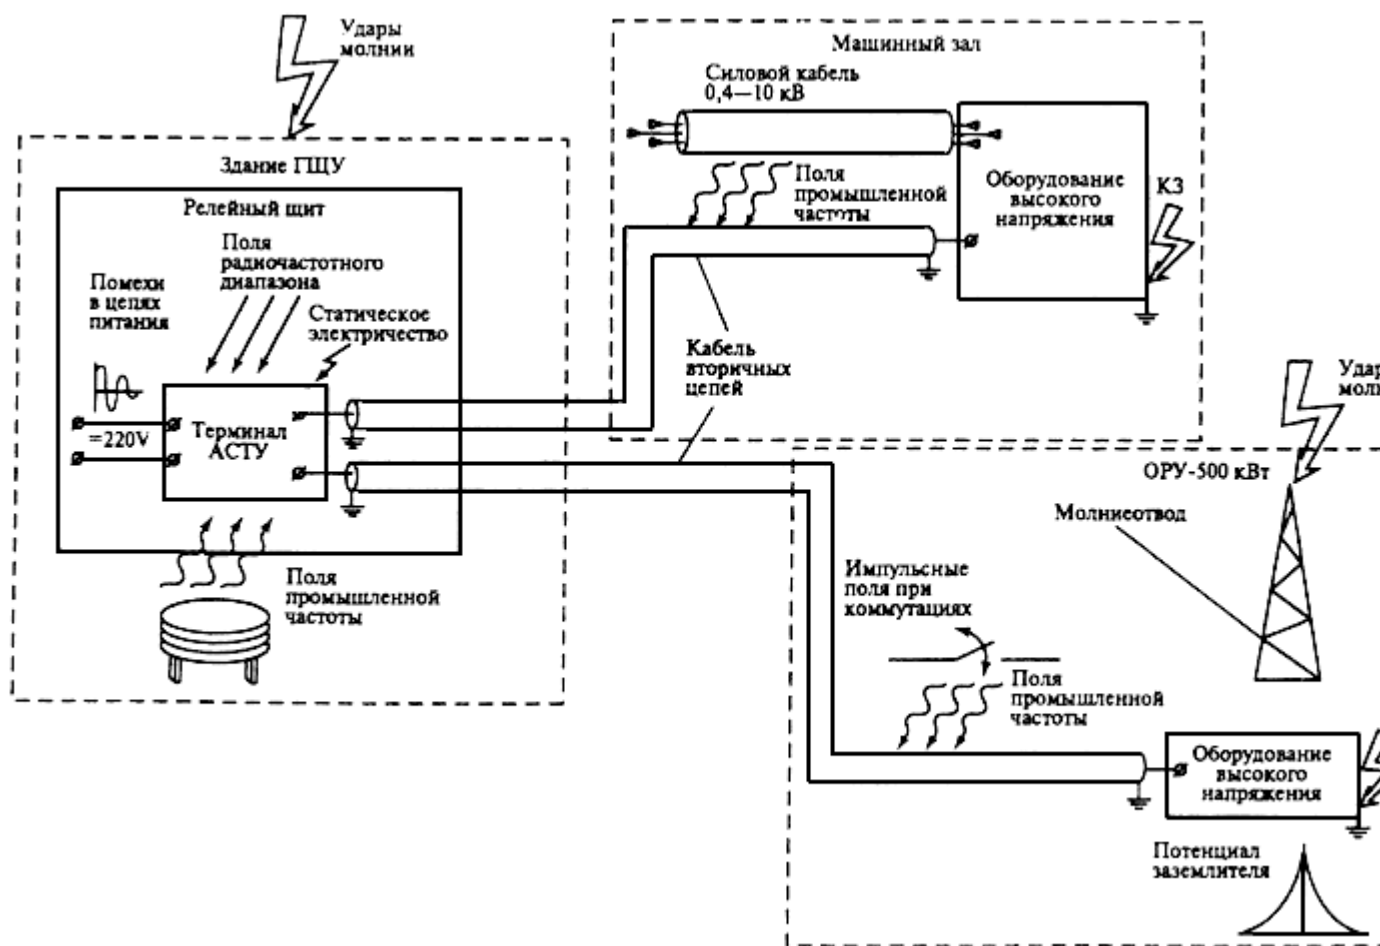 Удары
молнии
Машинный зал
Силовой кабель
0,4—10 кВ
Здание ГЩУ
Релейный щит
Поля
промышленной
частоты
Оборудование
высокого
напряжения
КЗ
Поля
радиочастотного
диапазона
Помехи
в цепях
питания
Статическое
электричество
Кабель
вторичных
цепей
=220V
Терминал
АСТУ
Удар
мол
ОРУ-500 кВт
Молниеотвод
Импульсные
поля при
коммутациях
Поля
промышленной
частоты
Поля
промышленной
частоты
Оборудование
высокого
напряжения
Потенциал
заземлителя